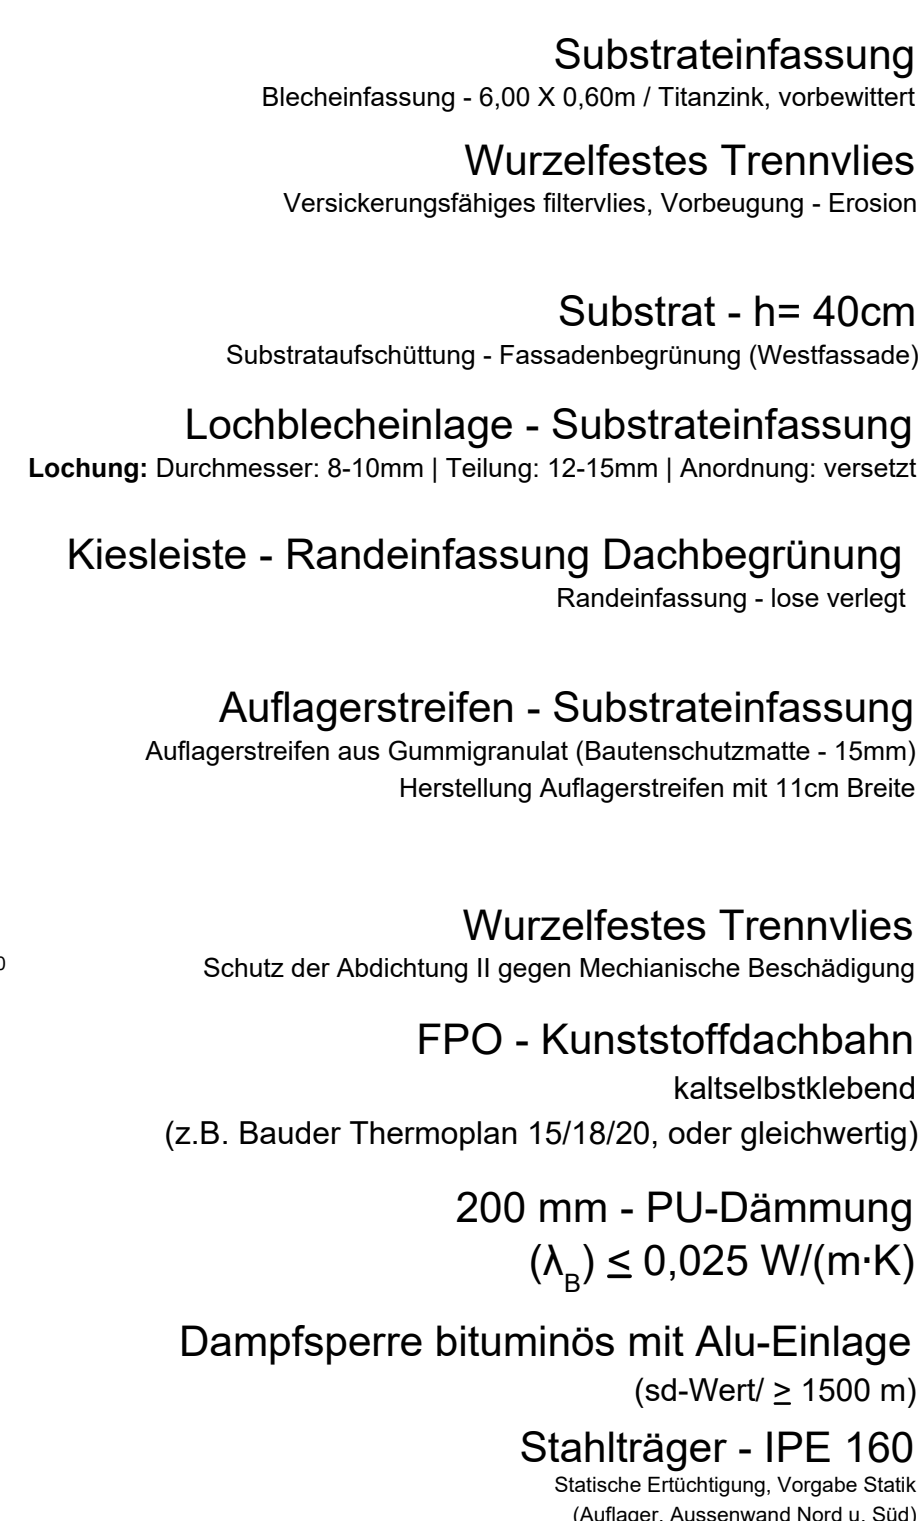 Substrateinfassung
Blecheinfassung - 6,00 X 0,60m / Titanzink, vorbewittert
Wurzelfestes Trennvlies
Versickerungsfähiges filtervlies, Vorbeugung - Erosion
Substrat - h= 40cm
Substrataufschüttung - Fassadenbegrünung (Westfassade)
Lochblecheinlage - Substrateinfassung
Lochung: Durchmesser: 8-10mm | Teilung: 12-15mm | Anordnung: versetzt
Kiesleiste - Randeinfassung Dachbegrünung
Randeinfassung - lose verlegt
Auflagerstreifen - Substrateinfassung
Auflagerstreifen aus Gummigranulat (Bautenschutzmatte - 15mm)
Herstellung Auflagerstreifen mit 11cm Breite
Wurzelfestes Trennvlies
0
Schutz der Abdichtung II gegen Mechianische Beschädigung
FPO - Kunststoffdachbahn
kaltselbstklebend
(z.B. Bauder Thermoplan 15/18/20, oder gleichwertig)
200 mm - PU-Dämmung
(λB) ≤ 0,025 W/(m·K)
Dampfsperre bituminös mit Alu-Einlage
(sd-Wert/ ≥ 1500 m)
Stahlträger - IPE 160
Statische Ertüchtigung, Vorgabe Statik
(Auflager, Aussenwand Nord u. Süd)